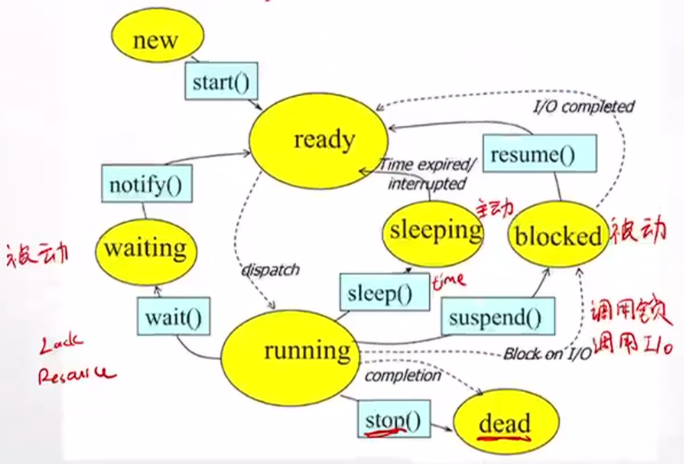 new
start()
I/O completed
ready
resume()
Time expired/
interrupted
notify()
主动
sleeping
blocked
被动
被动
waiting
dispatch
sleep()
time
wait()
suspend()
调用锁
Lack
Resource
running
Block on I/O
调用I/O
completion
stop()
dead